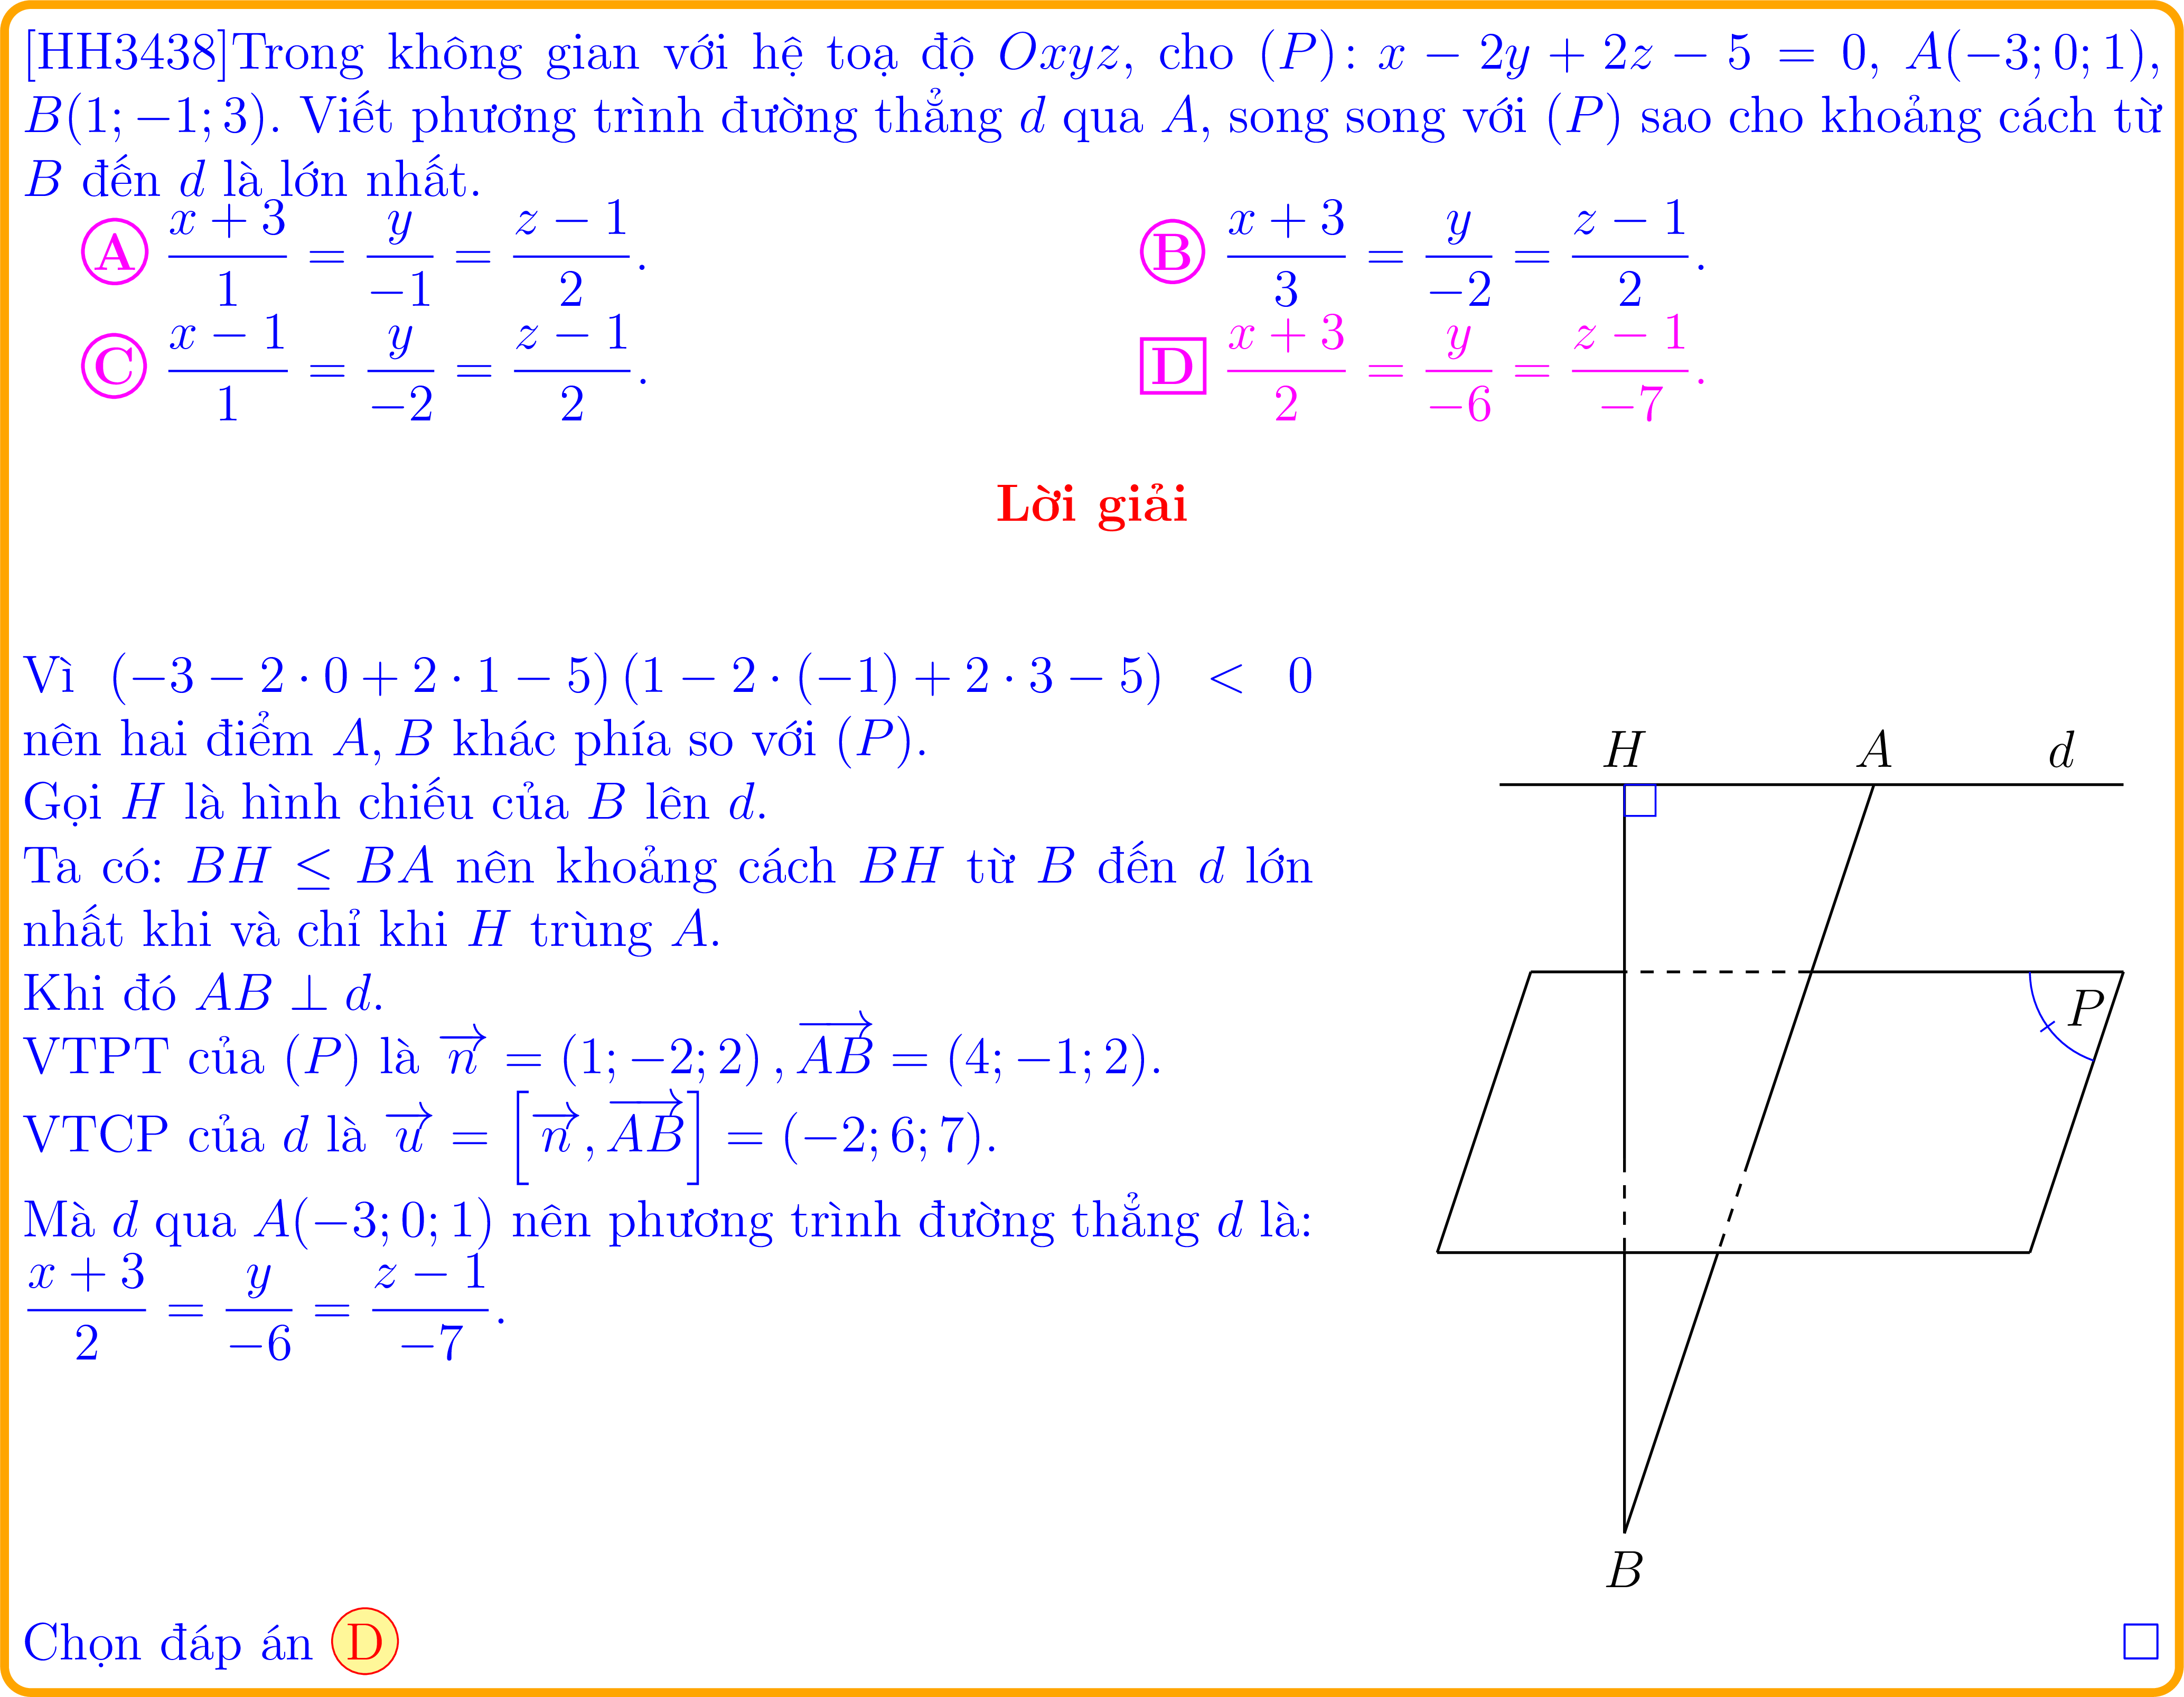 [HH3438]Trong không gian với hệ toạ độ Oxyz, cho (P): x − 2y + 2z − 5 = 0, A(−3; 0; 1),
B(1; −1; 3). Viết phương trình đường thẳng d qua A, song song với (P) sao cho khoảng cách từ
B đến d là lớn nhất.
A \frac{x + 3}{1} = \frac{y}{−1} = \frac{z − 1}{2}. B \frac{x + 3}{3} = \frac{y}{−2} = \frac{z − 1}{2}.
C \frac{x − 1}{1} = \frac{y}{−2} = \frac{z − 1}{2}. D \frac{x + 3}{2} = \frac{y}{−6} = \frac{z − 1}{−7}.
Lời giải
Vì (−3 − 2 · 0 + 2 · 1 − 5) (1 − 2 · (−1) + 2 · 3 − 5) < 0
nên hai điểm A, B khác phía so với (P).
Gọi H là hình chiếu của B lên d.
Ta có: BH ≤ BA nên khoảng cách BH từ B đến d lớn
nhất khi và chỉ khi H trùng A.
Khi đó AB ⊥ d.
VTPT của (P) là \overrightarrow{n} = (1; −2; 2) , \overrightarrow{AB} = (4; −1; 2).
VTCP của d là \overrightarrow{u} = [\overrightarrow{n}, \overrightarrow{AB}] = (−2; 6; 7).
Mà d qua A(−3; 0; 1) nên phương trình đường thẳng d là:
\frac{x + 3}{2} = \frac{y}{−6} = \frac{z − 1}{−7}.
H A d
P
B
Chọn đáp án D □